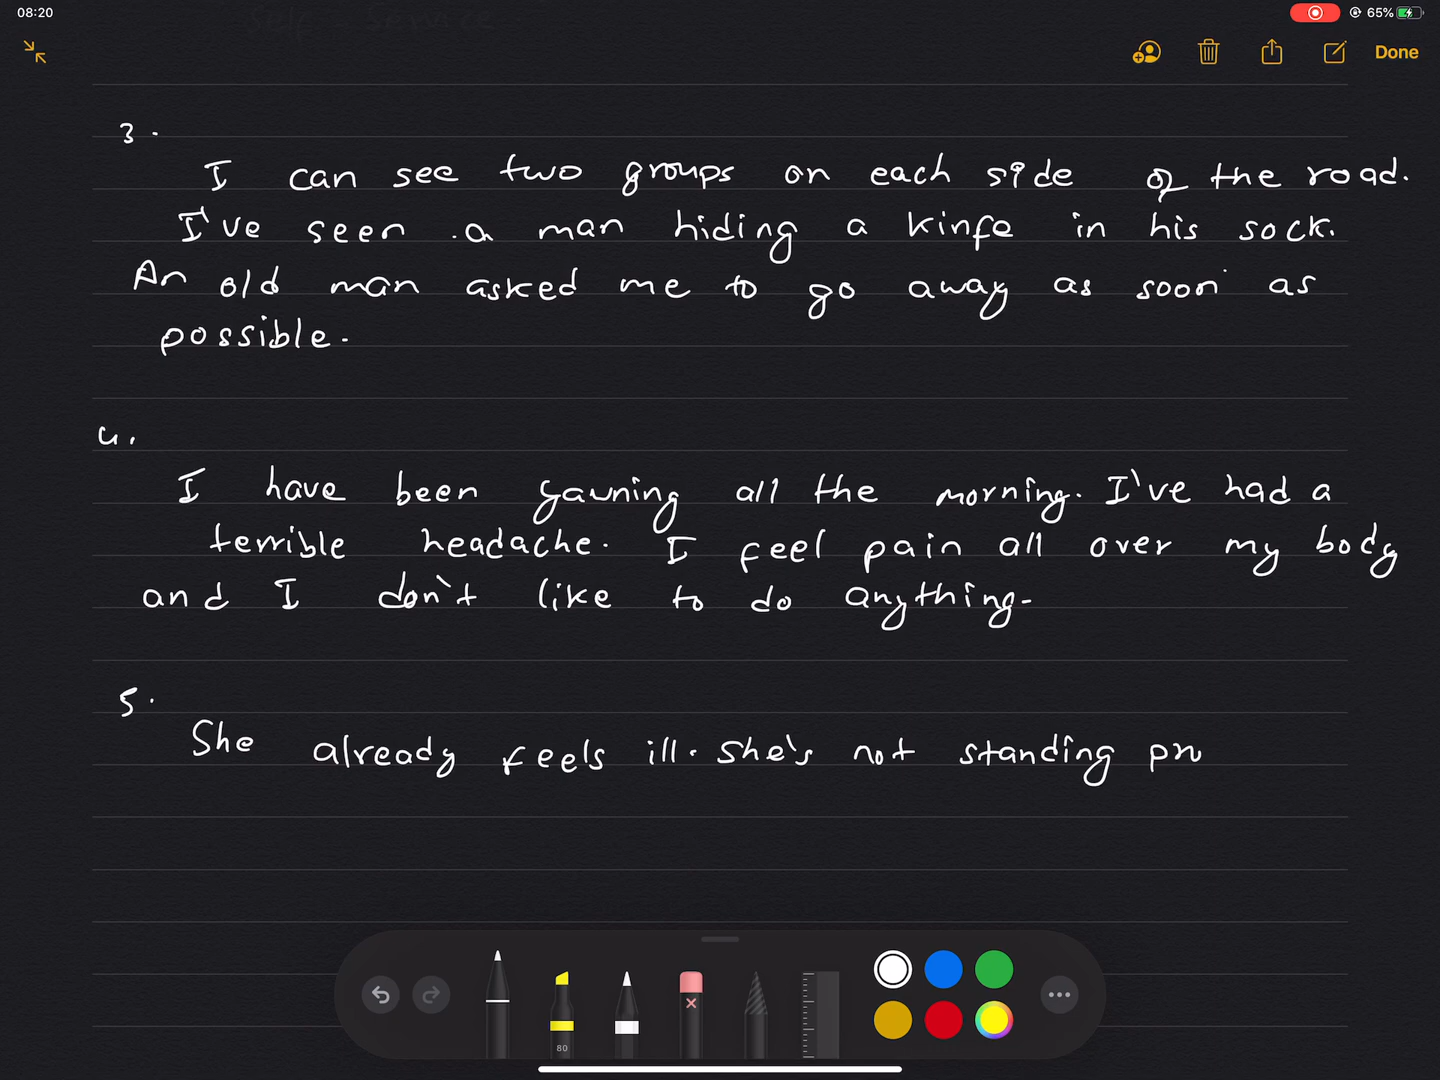 08:20
65%
self - service
Done
3.
I can see two groups on each side of the road.
I've seen a man hiding a kinfe in his sock.
An old man asked me to go away as soon as
possible.
4.
I have been yawning all the morning. I've had a
terrible headache. I feel pain all over my body
and I don't like to do anything.
5.
She already feels ill. She's not standing pro
80